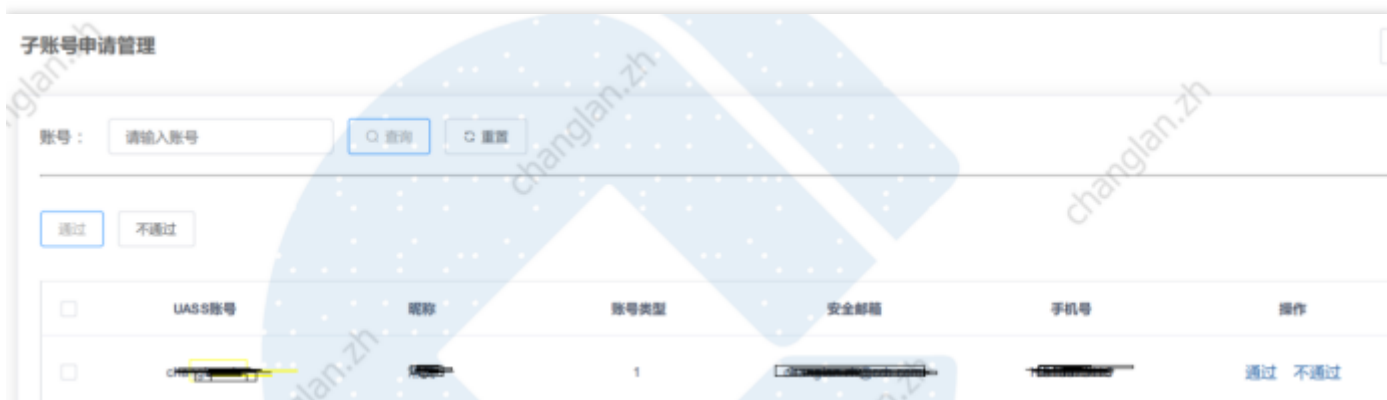 子账号申请管理
账号： 请输入账号 查询 重置
通过 不通过
UASS账号 昵称 账号类型 安全邮箱 手机号 操作
1 通过 不通过
changlan.zh
changlan.zh